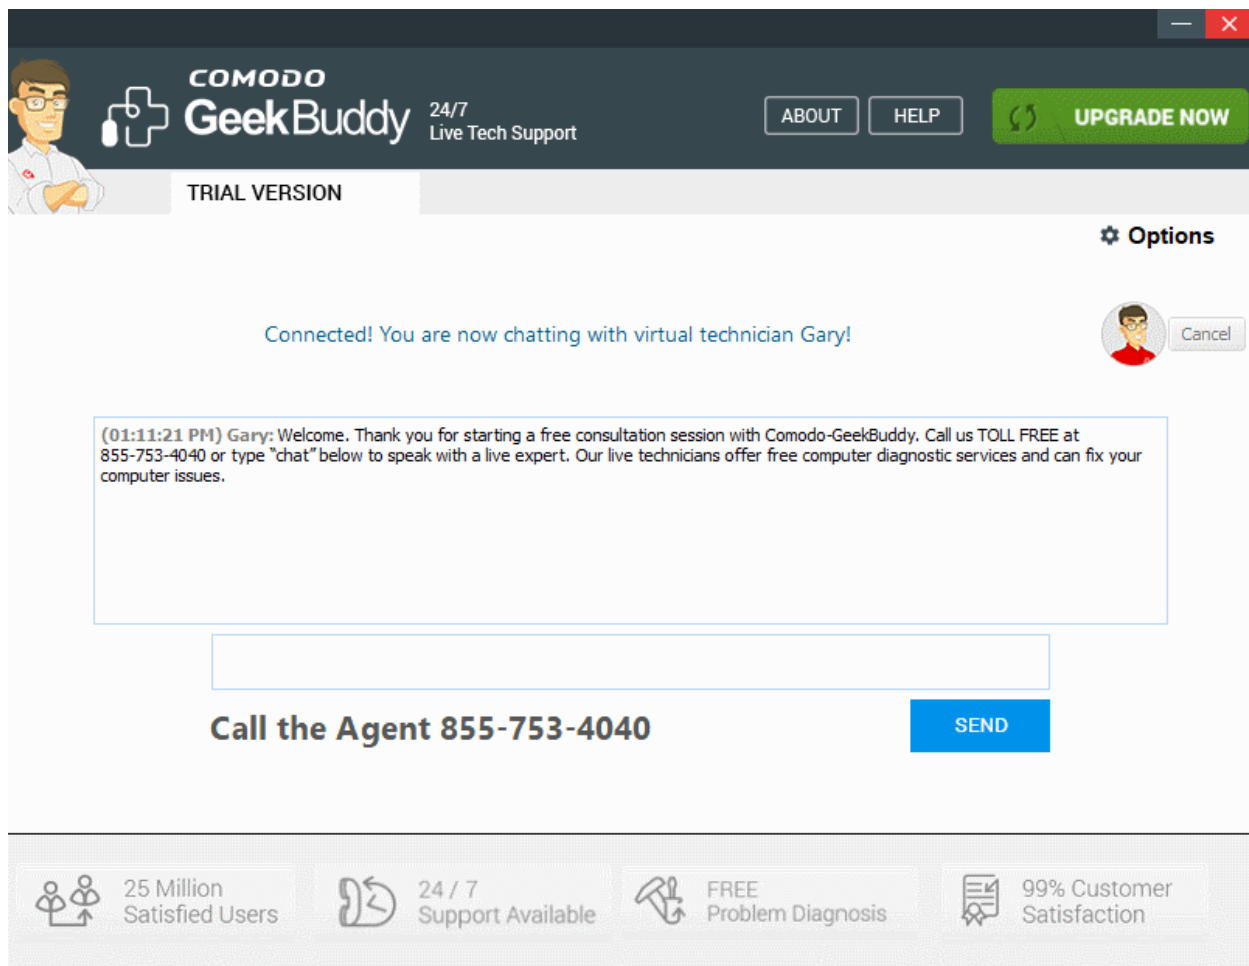 COMODO
GeekBuddy
24/7
Live Tech Support
ABOUT
HELP
UPGRADE NOW
TRIAL VERSION
Options
Connected! You are now chatting with virtual technician Gary!
Cancel
(01:11:21 PM) Gary: Welcome. Thank you for starting a free consultation session with Comodo-GeekBuddy. Call us TOLL FREE at
855-753-4040 or type “chat” below to speak with a live expert. Our live technicians offer free computer diagnostic services and can fix your
computer issues.
Call the Agent 855-753-4040
SEND
25 Million
Satisfied Users
24 / 7
Support Available
FREE
Problem Diagnosis
99% Customer
Satisfaction